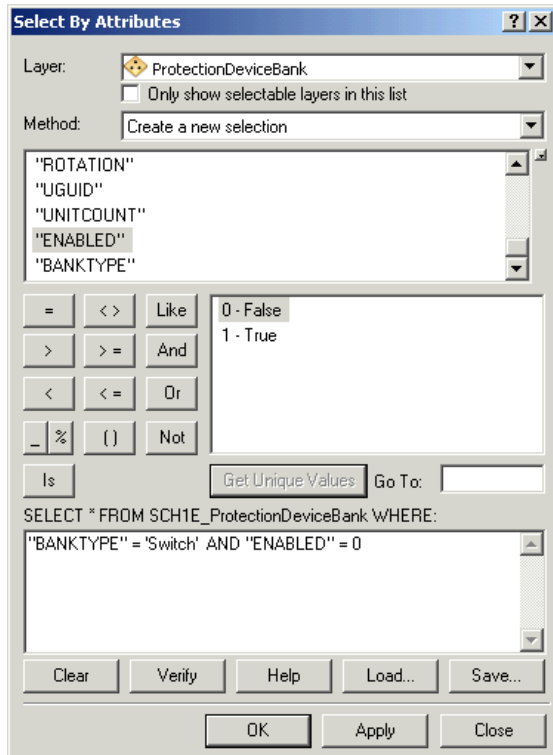 Select By Attributes
Layer: ProtectionDeviceBank
Only show selectable layers in this list
Method: Create a new selection
"ROTATION"
"UGUID"
"UNITCOUNT"
"ENABLED"
"BANKTYPE"
= < > Like 0 - False
1 - True
> > = And
< < = Or
_ % ( ) Not
Is Get Unique Values Go To:
SELECT * FROM SCH1E_ProtectionDeviceBank WHERE:
"BANKTYPE" = 'Switch' AND "ENABLED" = 0
Clear Verify Help Load... Save...
OK Apply Close